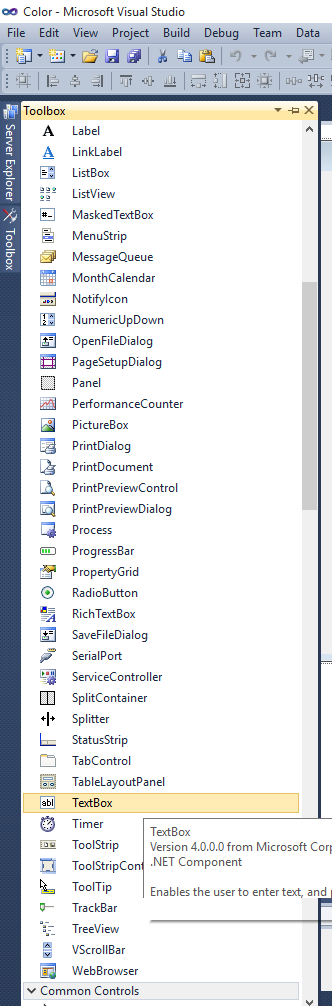 Color - Microsoft Visual Studio
File Edit View Project Build Debug Team Data
Toolbox
Server Explorer
Toolbox
Label
LinkLabel
ListBox
ListView
MaskedTextBox
MenuStrip
MessageQueue
MonthCalendar
NotifyIcon
NumericUpDown
OpenFileDialog
PageSetupDialog
Panel
PerformanceCounter
PictureBox
PrintDialog
PrintDocument
PrintPreviewControl
PrintPreviewDialog
Process
ProgressBar
PropertyGrid
RadioButton
RichTextBox
SaveFileDialog
SerialPort
ServiceController
SplitContainer
Splitter
StatusStrip
TabControl
TableLayoutPanel
abl TextBox
Timer
ToolStrip
ToolStripCont
ToolTip
TrackBar
TreeView
VScrollBar
WebBrowser
Common Controls
TextBox
Version 4.0.0.0 from Microsoft Corp
.NET Component
Enables the user to enter text, and p